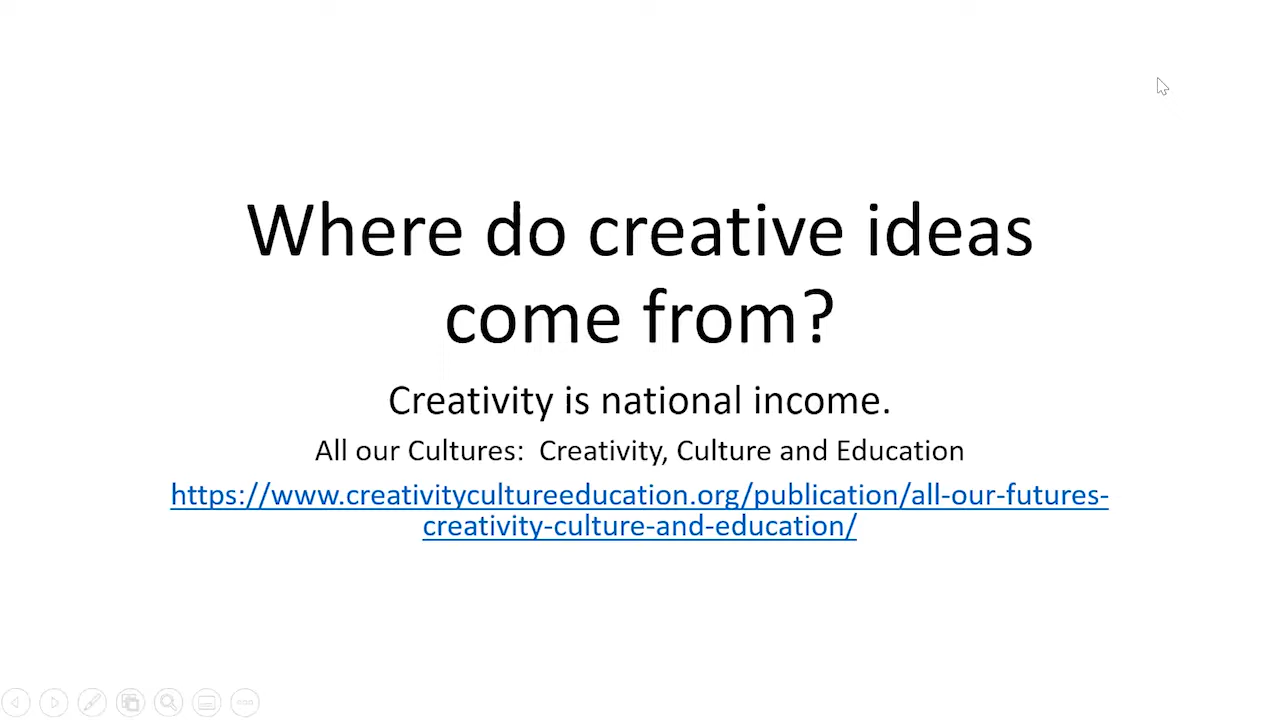 Where do creative ideas
come from?
Creativity is national income.
All our Cultures:  Creativity, Culture and Education
https://www.creativitycultureeducation.org/publication/all-our-futures-
creativity-culture-and-education/